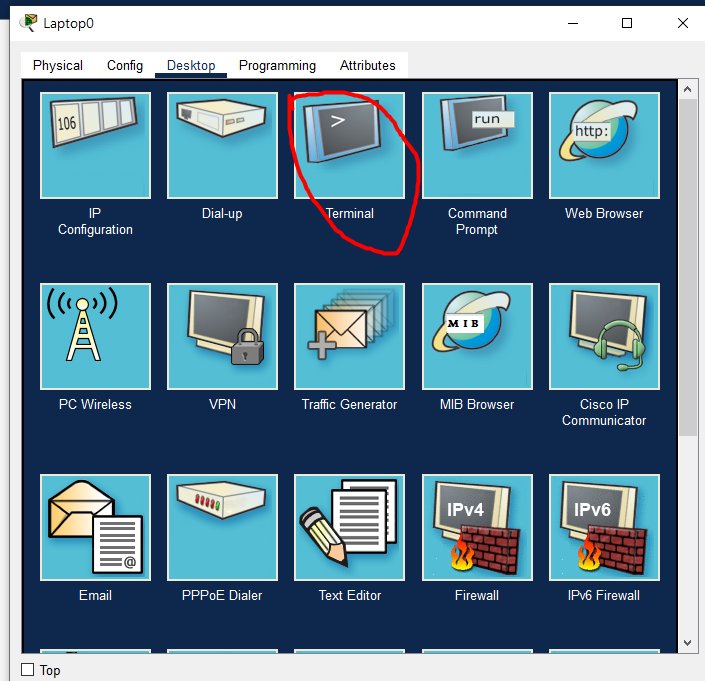 Laptop0
Physical Config Desktop Programming Attributes
106
>
run
http:
IP
Configuration
Dial-up
Terminal
Command
Prompt
Web Browser
MIB
PC Wireless
VPN
Traffic Generator
MIB Browser
Cisco IP
Communicator
@
IPv4
IPv6
Email
PPPoE Dialer
Text Editor
Firewall
IPv6 Firewall
Top